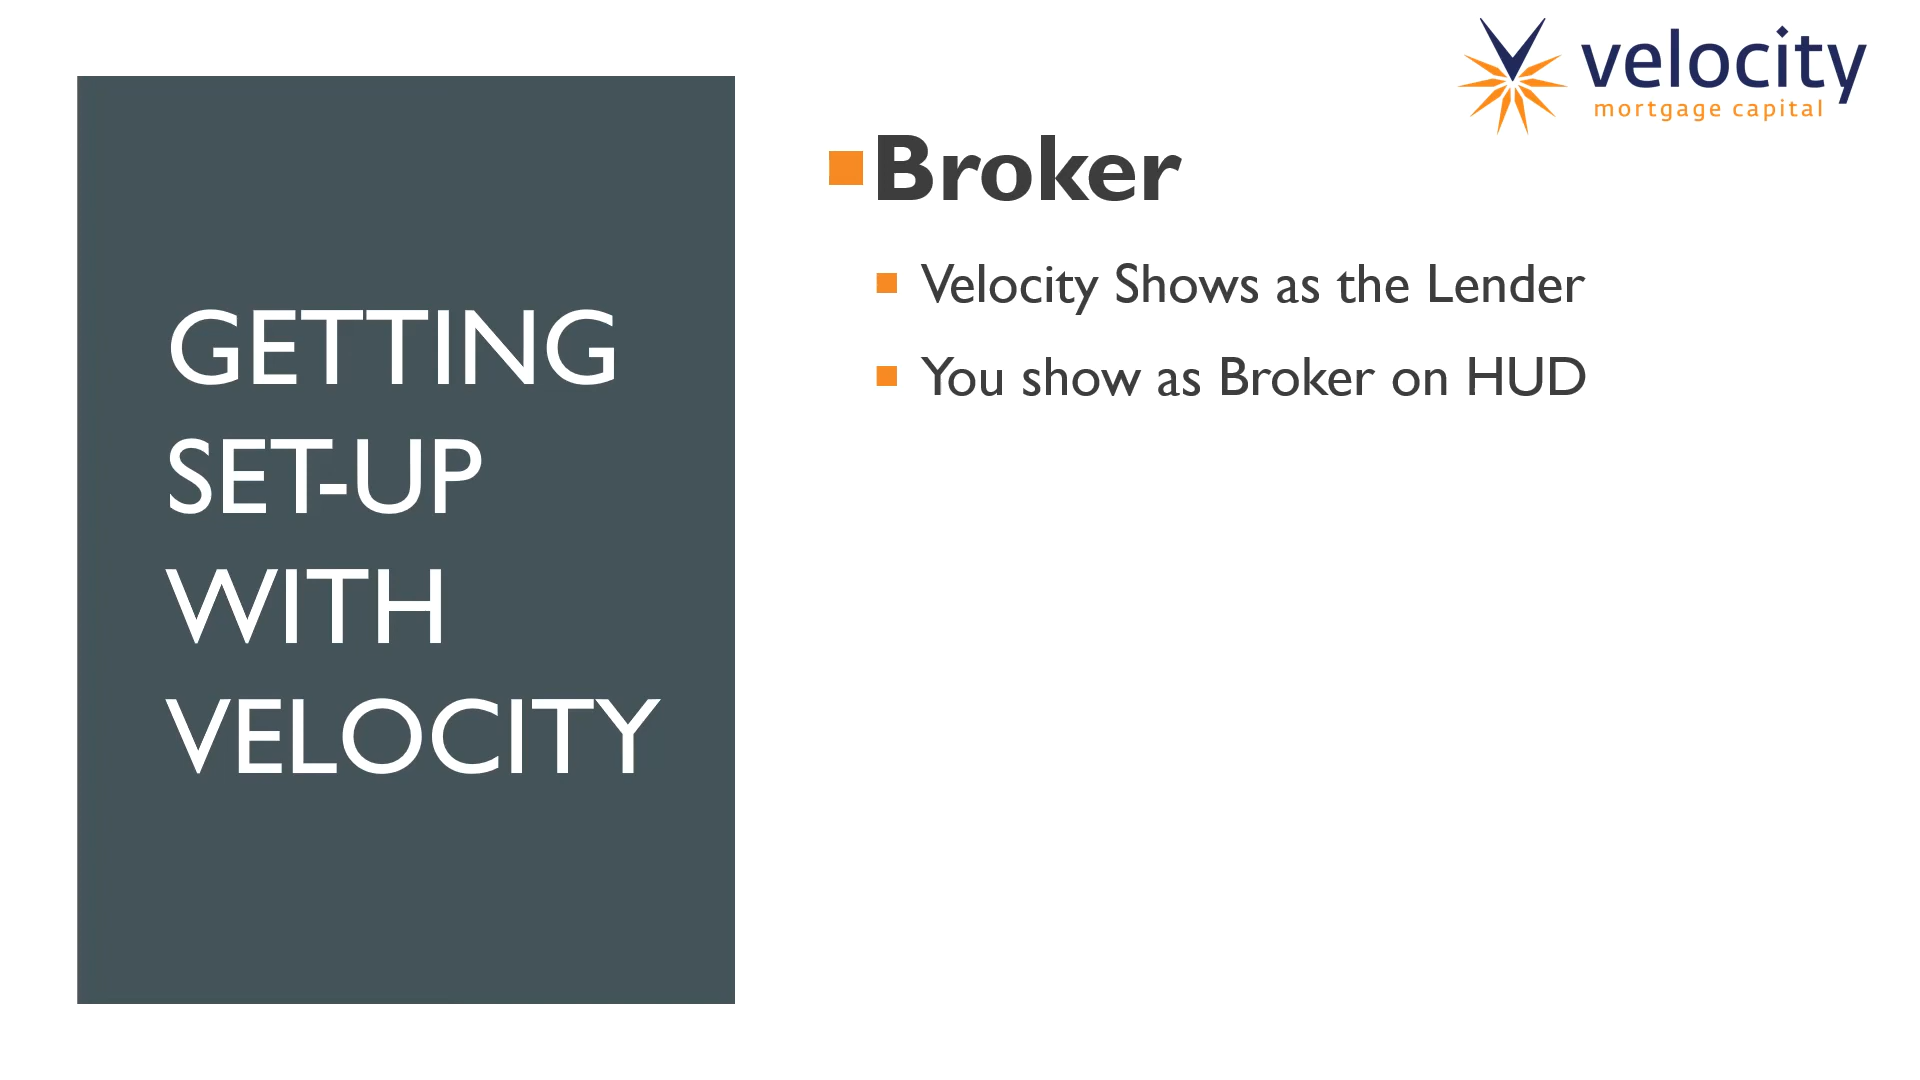 velocity
mortgage capital
GETTING
SET-UP
WITH
VELOCITY
Broker
Velocity Shows as the Lender
You show as Broker on HUD